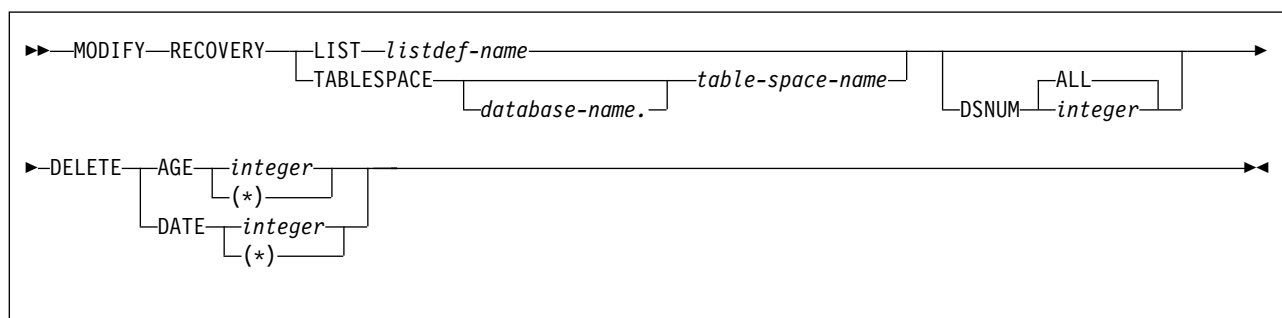 MODIFY RECOVERY LIST listdef-name
TABLESPACE table-space-name ALL
database-name. DSNUM integer
DELETE AGE integer
(*)
DATE integer
(*)